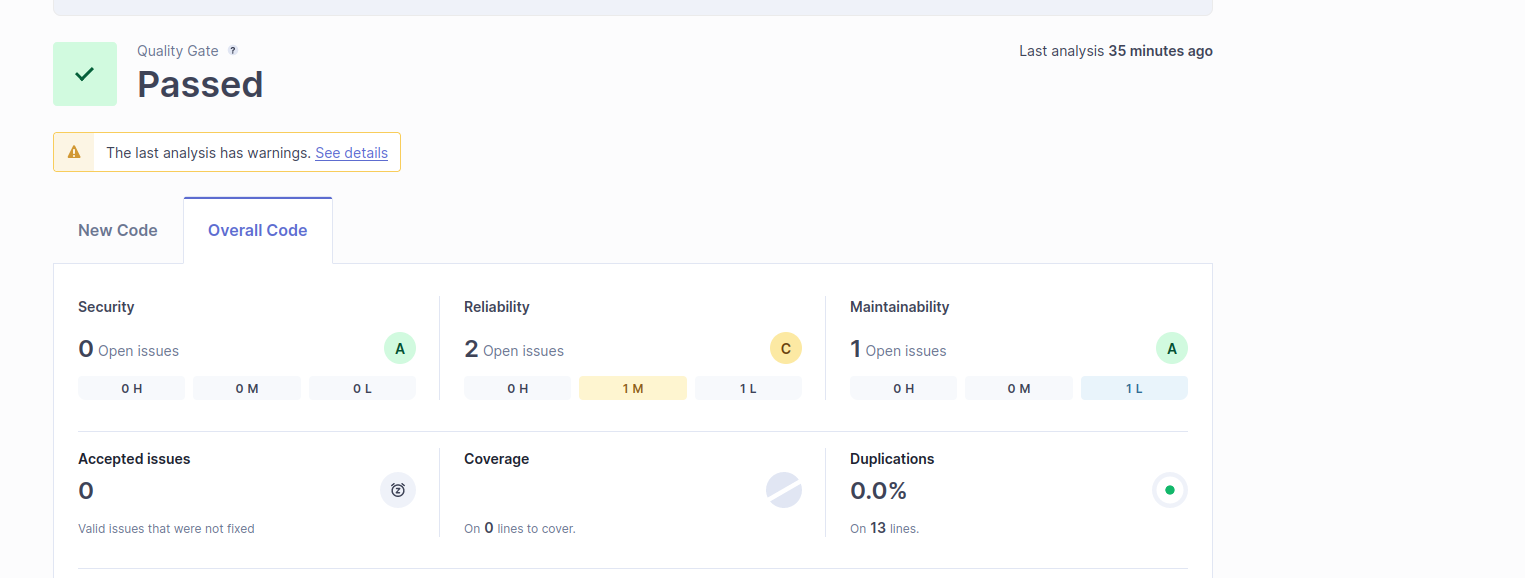 Quality Gate ?
Last analysis 35 minutes ago
Passed
The last analysis has warnings. See details
New Code
Overall Code
Security
0 Open issues
A
0 H
0 M
0 L
Reliability
2 Open issues
C
0 H
1 M
1 L
Maintainability
1 Open issues
A
0 H
0 M
1 L
Accepted issues
0
Valid issues that were not fixed
Coverage
On 0 lines to cover.
Duplications
0.0%
On 13 lines.